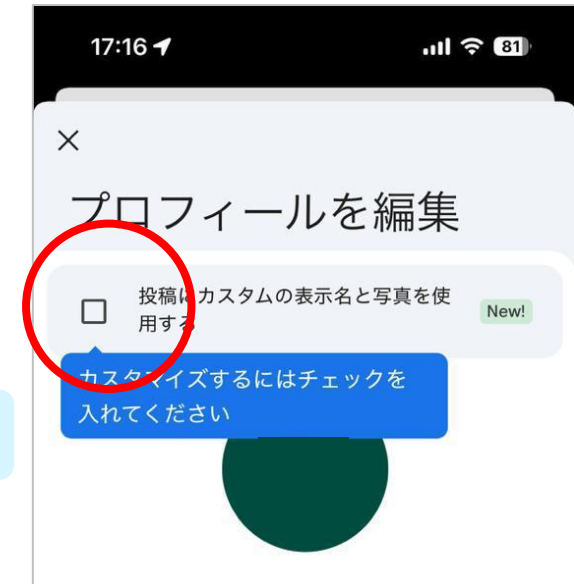 17:16
81
プロフィールを編集
投稿にカスタムの表示名と写真を使
用する
New!
カスタマイズするにはチェックを
入れてください